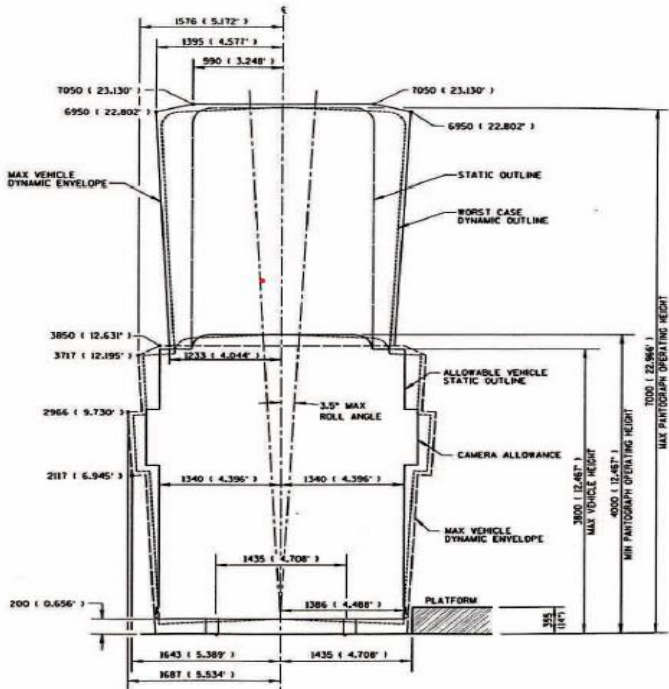 ℄
1576 ( 5.172' )
1395 ( 4.577' )
990 ( 3.248' )
7050 ( 23.130' )
7050 ( 23.130' )
6950 ( 22.802' )
6950 ( 22.802' )
MAX VEHICLE
DYNAMIC ENVELOPE
STATIC OUTLINE
WORST CASE
DYNAMIC OUTLINE
3850 ( 12.631' )
3717 ( 12.195' )
1233 ( 4.044' )
ALLOWABLE VEHICLE
STATIC OUTLINE
3.5° MAX
ROLL ANGLE
2966 ( 9.730' )
CAMERA ALLOWANCE
2117 ( 6.945' )
1340 ( 4.396' )
1340 ( 4.396' )
MAX VEHICLE
DYNAMIC ENVELOPE
1435 ( 4.708' )
200 ( 0.656' )
1386 ( 4.488' )
PLATFORM
355
(14")
1643 ( 5.389' )
1435 ( 4.708' )
1687 ( 5.534' )
3800 ( 12.467' )
MAX VEHICLE HEIGHT
4000 ( 12.467' )
MIN PANTOGRAPH OPERATING HEIGHT
7000 ( 22.966' )
MAX PANTOGRAPH OPERATING HEIGHT